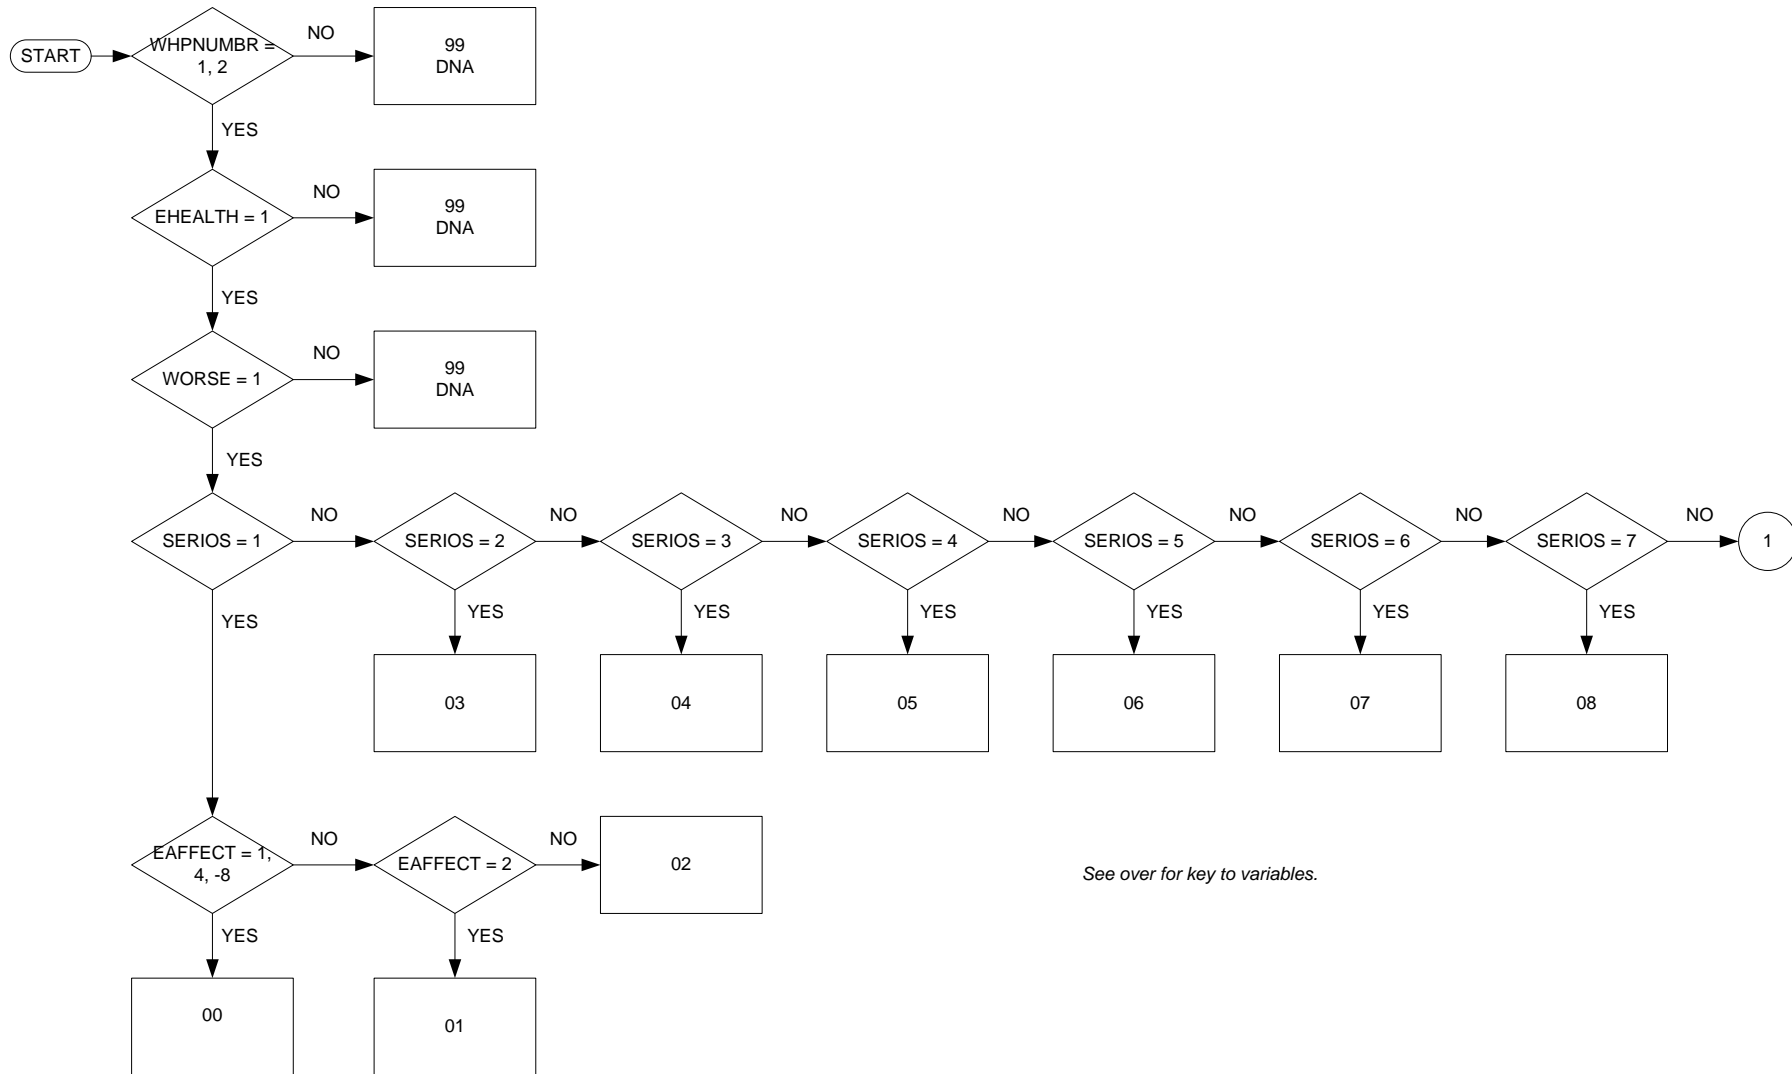 START
WHPNUMBR =
1, 2
NO
99
DNA
YES
EHEALTH = 1
NO
99
DNA
YES
WORSE = 1
NO
99
DNA
YES
SERIOS = 1
NO
SERIOS = 2
NO
SERIOS = 3
NO
SERIOS = 4
NO
SERIOS = 5
NO
SERIOS = 6
NO
SERIOS = 7
NO
1
YES
YES
YES
YES
YES
YES
YES
03
04
05
06
07
08
EAFFECT = 1,
4, -8
NO
EAFFECT = 2
NO
02
See over for key to variables.
YES
YES
00
01